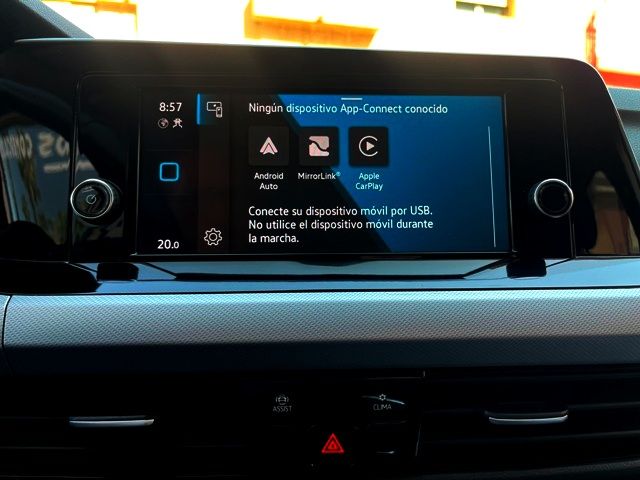 8:57
Ningún dispositivo App-Connect conocido
Android
Auto
MirrorLink®
Apple
CarPlay
Conecte su dispositivo móvil por USB.
No utilice el dispositivo móvil durante
la marcha.
20.0
ASSIST
CLIMA